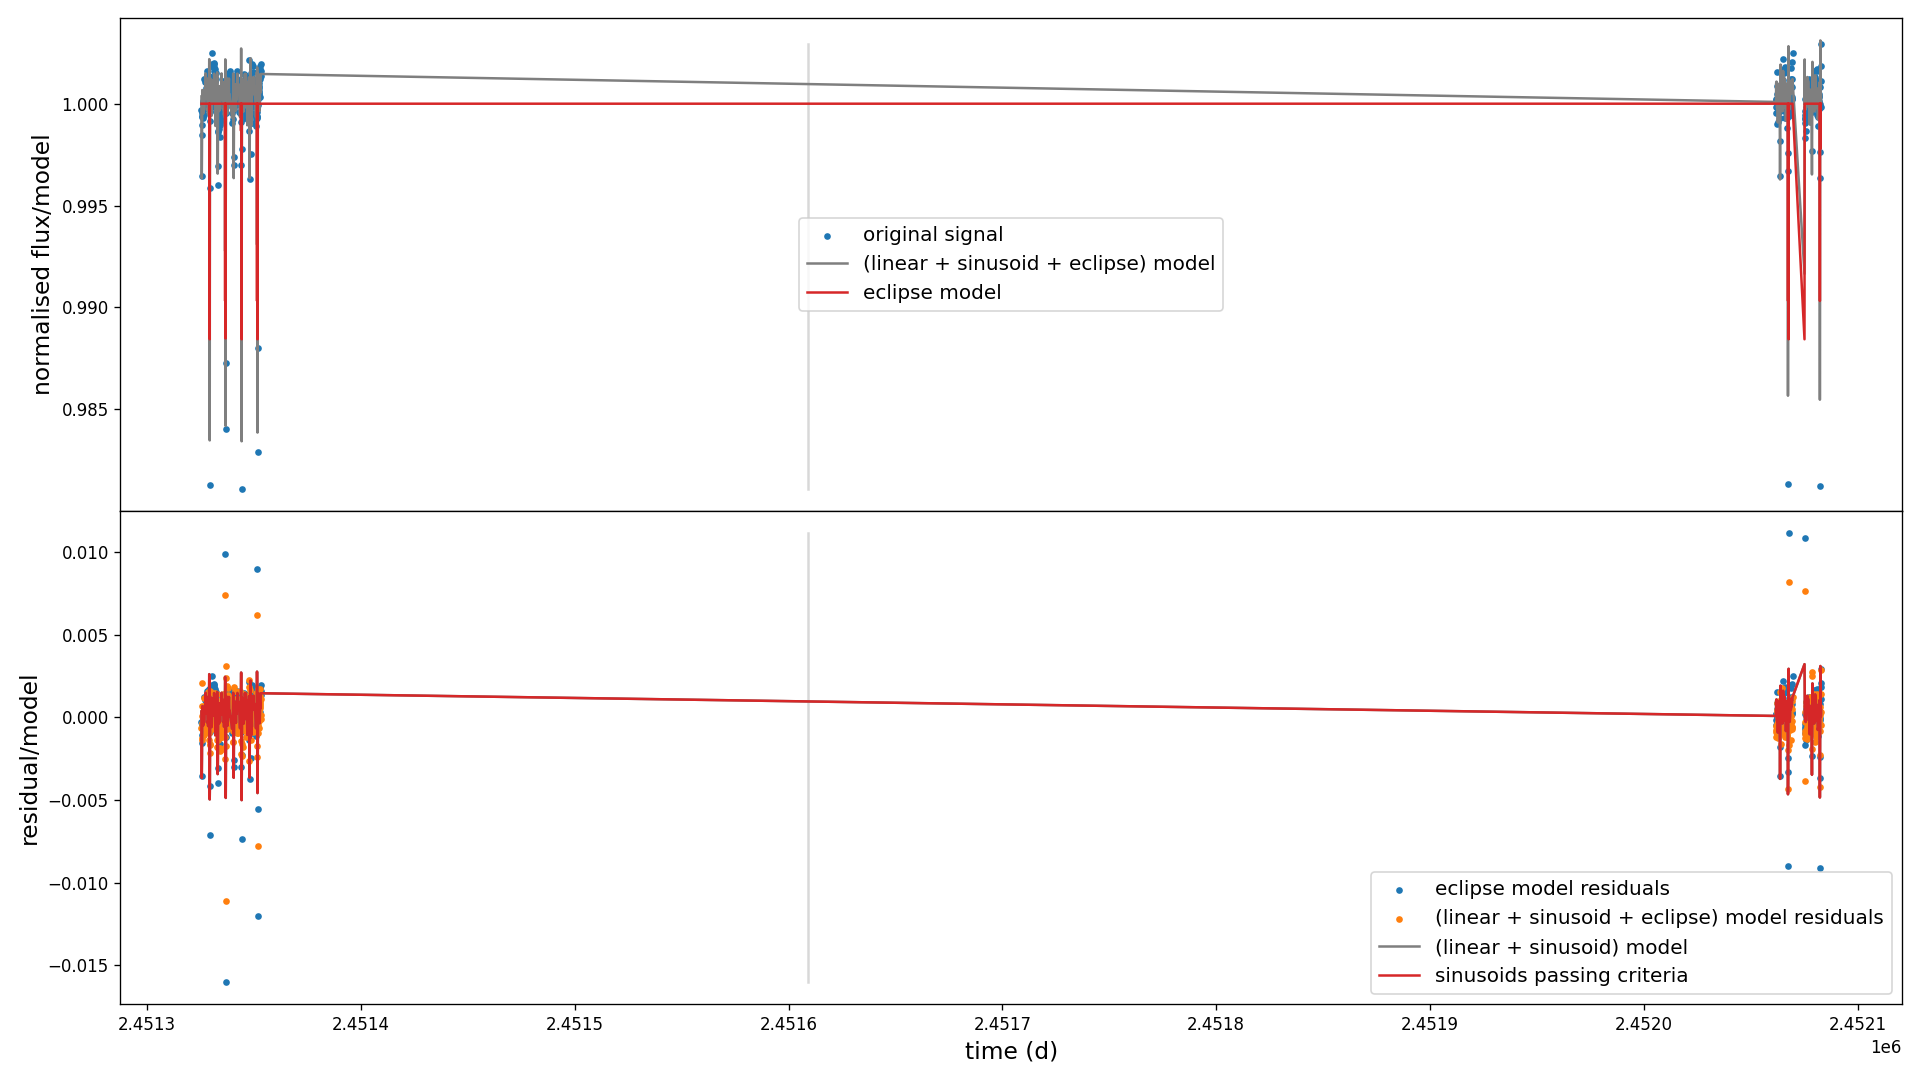 normalised flux/model
1.000
0.995
0.990
0.985
original signal
(linear + sinusoid + eclipse) model
eclipse model
residual/model
0.010
0.005
0.000
−0.005
−0.010
−0.015
eclipse model residuals
(linear + sinusoid + eclipse) model residuals
(linear + sinusoid) model
sinusoids passing criteria
2.4513 2.4514 2.4515 2.4516 2.4517 2.4518 2.4519 2.4520 2.4521
1e6
time (d)